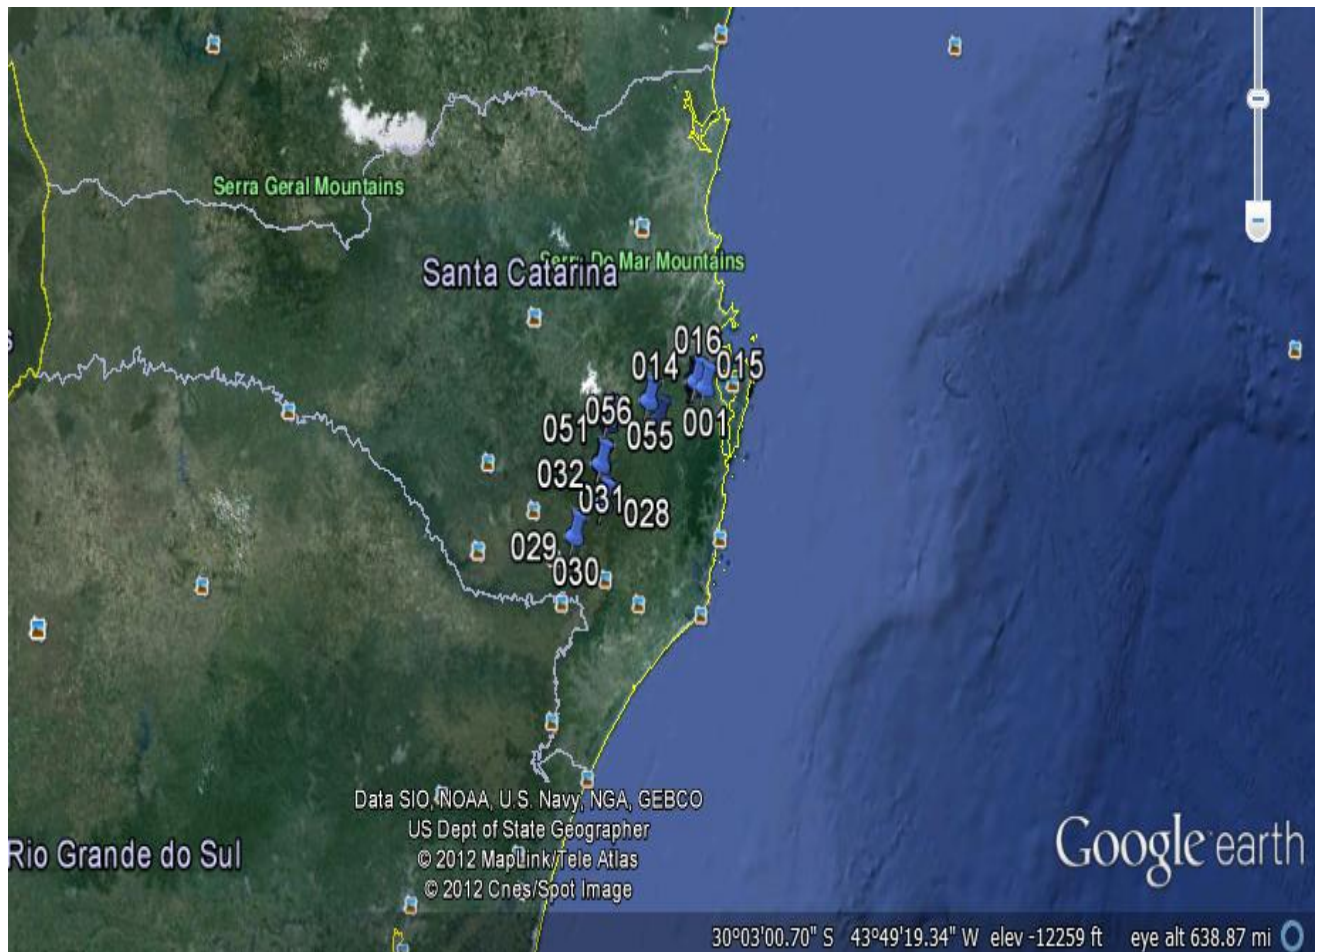 Serra Geral Mountains
Serra Do Mar Mountains
Santa Catarina
s
016
014
015
056
001
051
055
032
031
028
029
030
Data SIO, NOAA, U.S. Navy, NGA, GEBCO
US Dept of State Geographer
© 2012 MapLink/Tele Atlas
© 2012 Cnes/Spot Image
Rio Grande do Sul
Google earth
30°03'00.70" S 43°49'19.34" W elev -12259 ft eye alt 638.87 mi